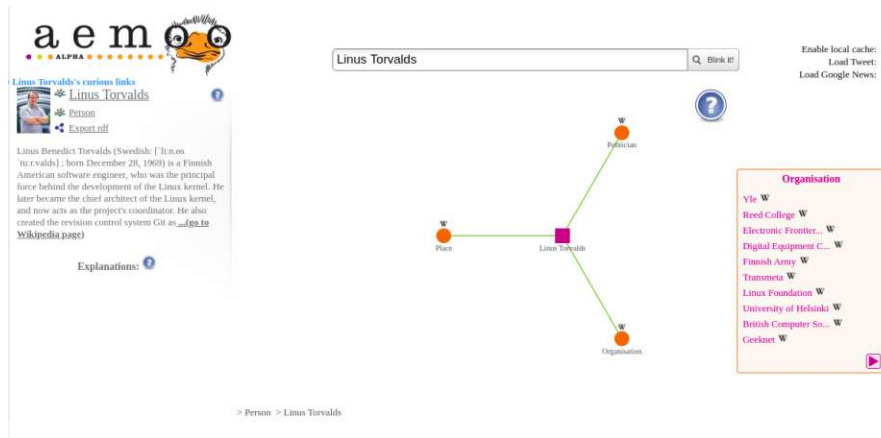 aemoo
ALPHA
Linus Torvalds's curious links
Linus Torvalds
Person
Export rdf
Linus Benedict Torvalds (Swedish: [ˈliːn.ɵs
ˈtuːr.valds] ; born December 28, 1969) is a Finnish
American software engineer, who was the principal
force behind the development of the Linux kernel. He
later became the chief architect of the Linux kernel,
and now acts as the project's coordinator. He also
created the revision control system Git as ...(go to
Wikipedia page)
Explanations: ?
Linus Torvalds
Blink it!
Enable local cache:
Load Tweet:
Load Google News:
?
W
Politician
W
Place
Linus Torvalds
W
Organisation
Organisation
Yle W
Reed College W
Electronic Frontier... W
Digital Equipment C... W
Finnish Army W
Transmeta W
Linux Foundation W
University of Helsinki W
British Computer So... W
Geeknet W
> Person > Linus Torvalds